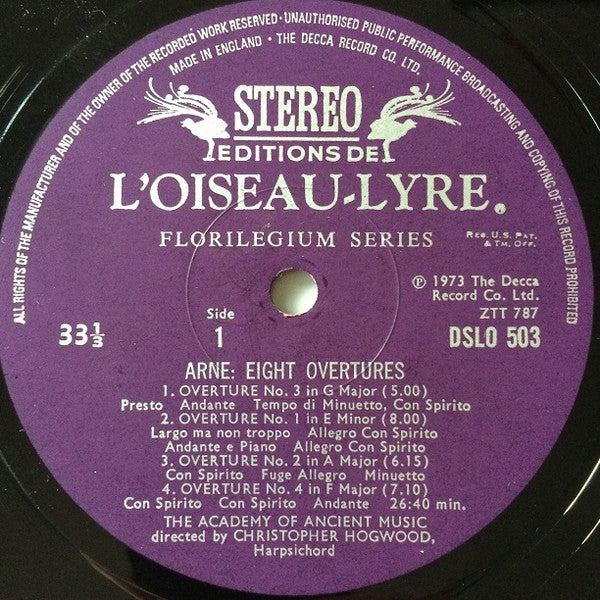 ALL RIGHTS OF THE MANUFACTURER AND OF THE OWNER OF THE RECORDED WORK RESERVED · UNAUTHORISED PUBLIC PERFORMANCE BROADCASTING AND COPYING OF THIS RECORD PROHIBITED
MADE IN ENGLAND · THE DECCA RECORD CO. LTD.
STEREO
EDITIONS DE
L'OISEAU-LYRE.
FLORILEGIUM SERIES
REG. U.S. PAT.
& TM. OFF.
℗ 1973 The Decca
Record Co. Ltd.
ZTT 787
33⅓
Side
1
DSLO 503
ARNE: EIGHT OVERTURES
1. OVERTURE No. 3 in G Major (5.00)
Presto Andante Tempo di Minuetto, Con Spirito
2. OVERTURE No. 1 in E Minor (8.00)
Largo ma non troppo Allegro Con Spirito
Andante e Piano Allegro Con Spirito
3. OVERTURE No. 2 in A Major (6.15)
Con Spirito Fuge Allegro Minuetto
4. OVERTURE No. 4 in F Major (7.10)
Con Spirito Con Spirito Andante 26:40 min.
THE ACADEMY OF ANCIENT MUSIC
directed by CHRISTOPHER HOGWOOD,
Harpsichord